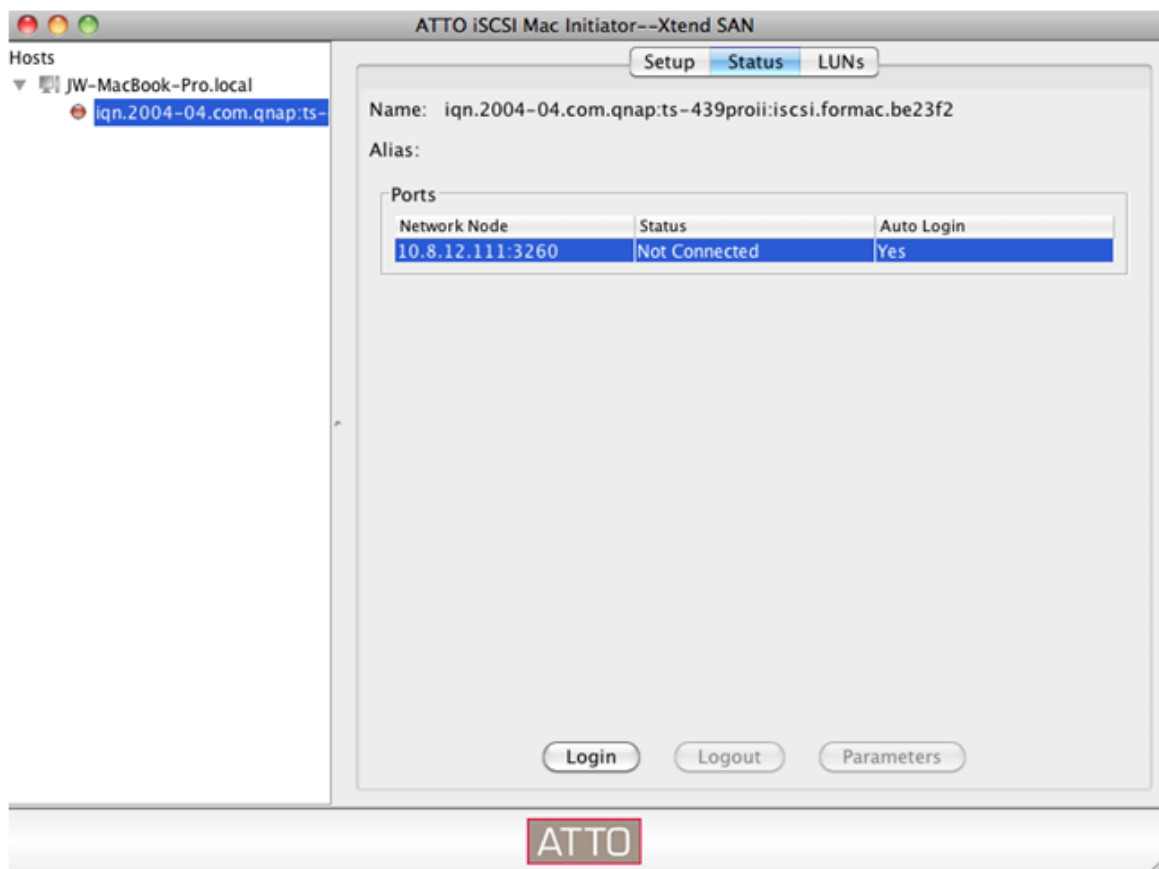 ATTO iSCSI Mac Initiator--Xtend SAN
Hosts
JW-MacBook-Pro.local
iqn.2004-04.com.qnap:ts-
Setup Status LUNs
Name: iqn.2004-04.com.qnap:ts-439proii:iscsi.formac.be23f2
Alias:
Ports
Network Node Status Auto Login
10.8.12.111:3260 Not Connected Yes
Login Logout Parameters
ATTO